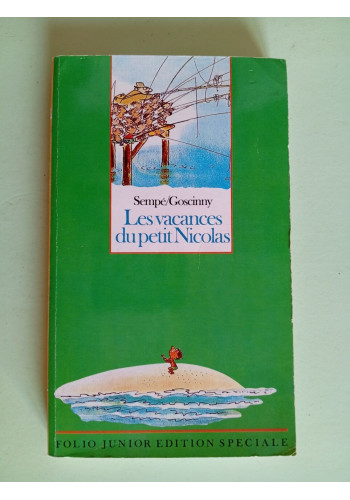 Sempé/Goscinny
Les vacances
du petit Nicolas
FOLIO JUNIOR EDITION SPECIALE